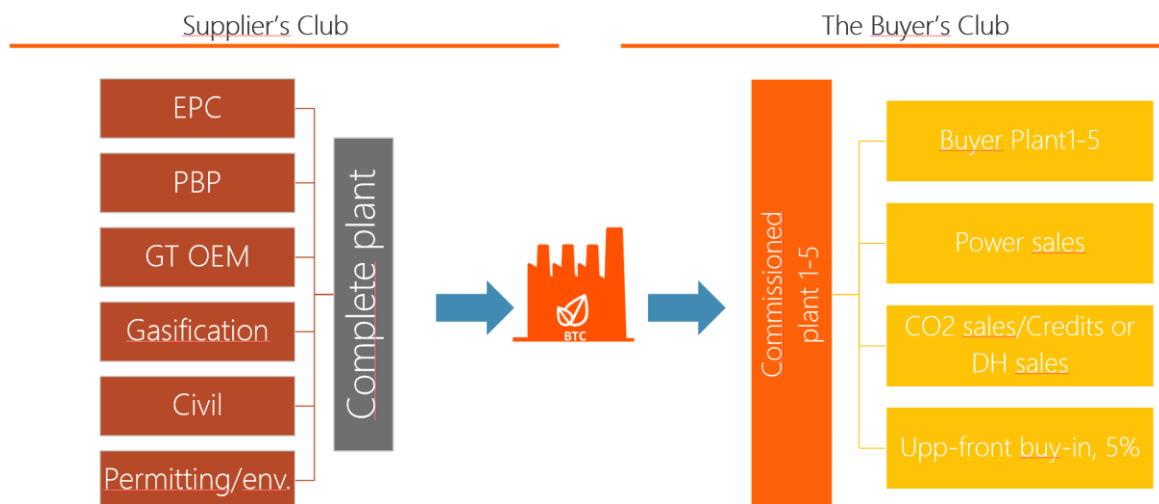 Supplier's Club
EPC
PBP
GT OEM
Gasification
Civil
Permitting/env.
Complete plant
BTC
The Buyer's Club
Commissioned
plant 1-5
Buyer Plant1-5
Power sales
CO2 sales/Credits or
DH sales
Upp-front buy-in, 5%